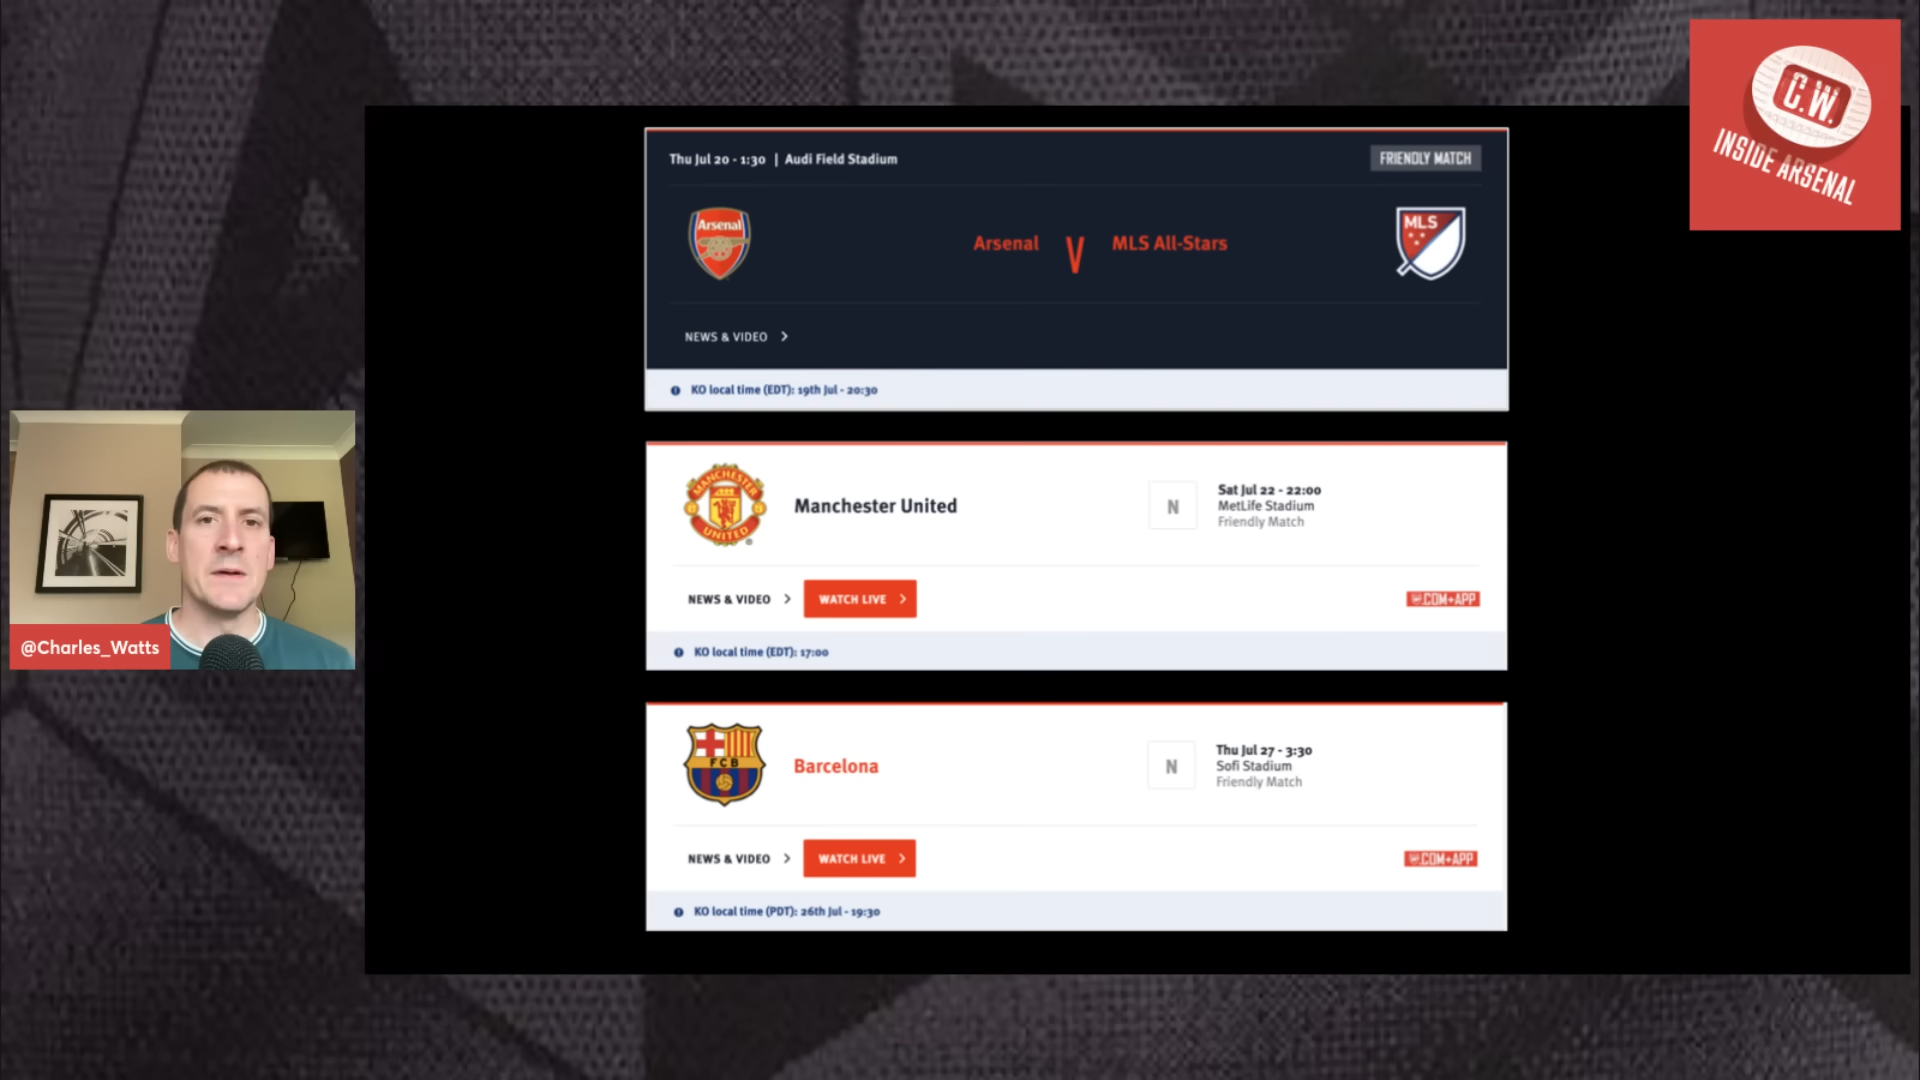 C.W.
INSIDE ARSENAL
Thu Jul 20 - 1:30 | Audi Field Stadium
FRIENDLY MATCH
Arsenal
Arsenal V MLS All-Stars
MLS
NEWS & VIDEO
KO local time (EDT): 19th Jul - 20:30
MANCHESTER
UNITED
Manchester United
N
Sat Jul 22 - 22:00
MetLife Stadium
Friendly Match
NEWS & VIDEO
WATCH LIVE
.COM+APP
KO local time (EDT): 17:00
@Charles_Watts
FCB
Barcelona
N
Thu Jul 27 - 3:30
Sofi Stadium
Friendly Match
NEWS & VIDEO
WATCH LIVE
.COM+APP
KO local time (PDT): 26th Jul - 19:30